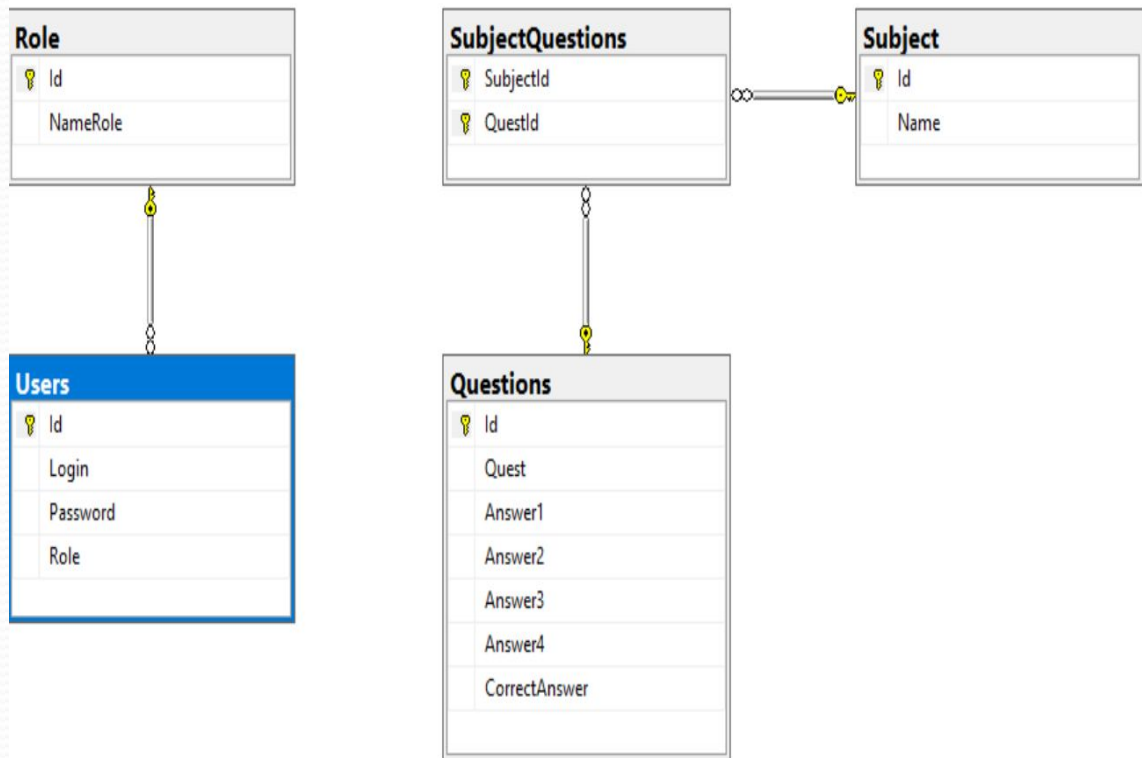 Role
Id
NameRole
SubjectQuestions
SubjectId
QuestId
Subject
Id
Name
Users
Id
Login
Password
Role
Questions
Id
Quest
Answer1
Answer2
Answer3
Answer4
CorrectAnswer